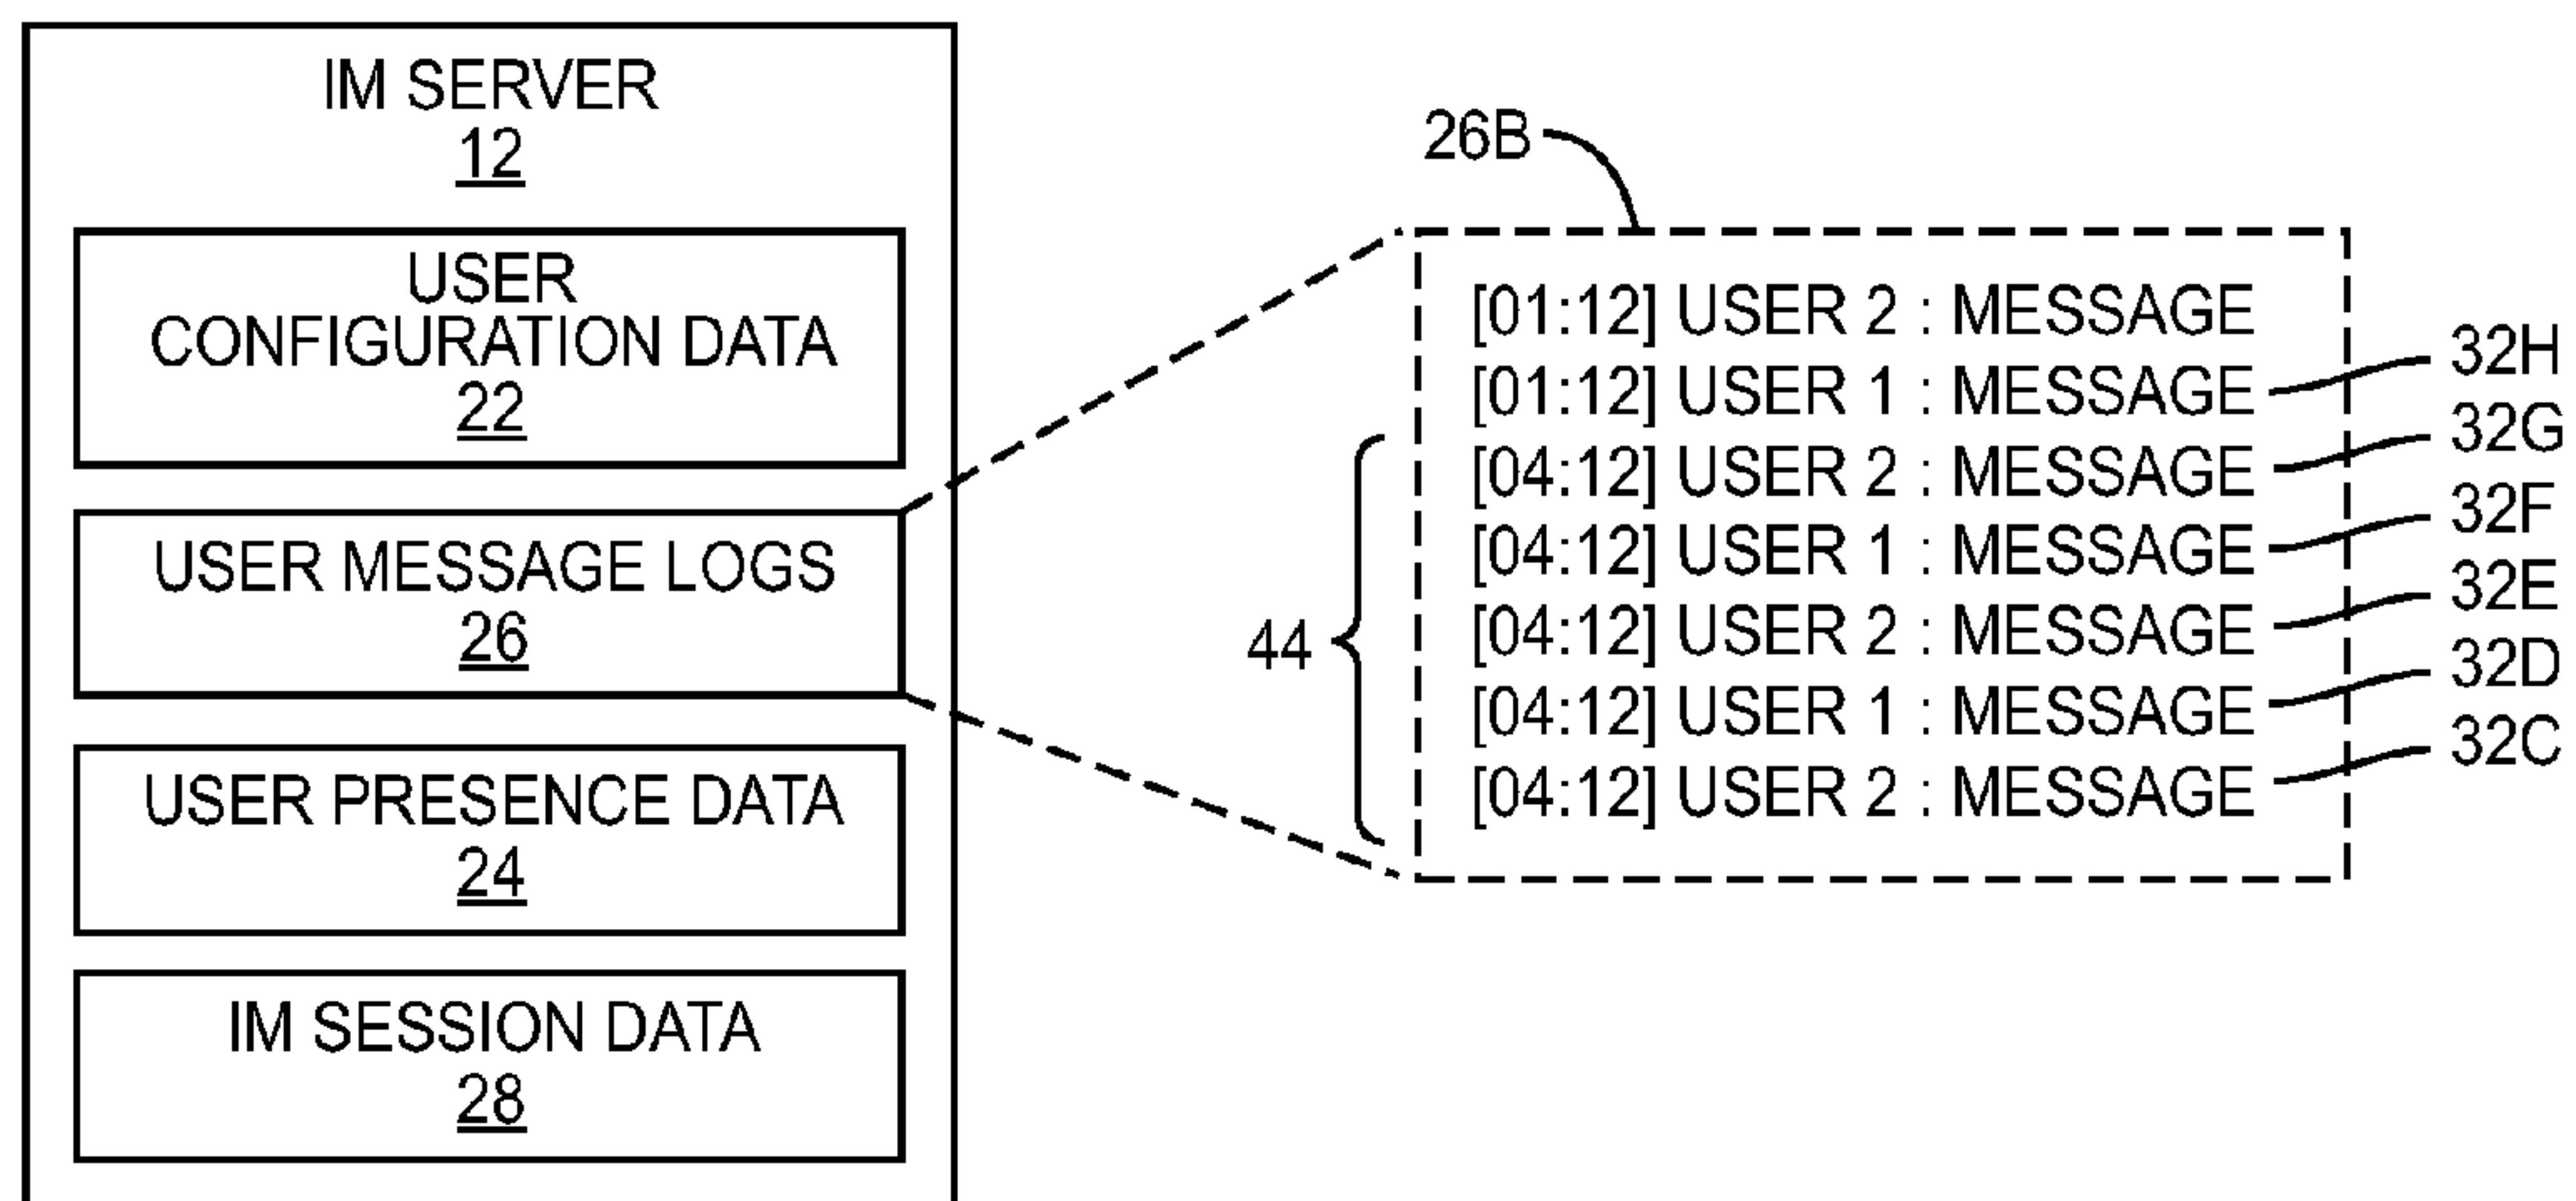 IM SERVER
12
USER
CONFIGURATION DATA
22
USER MESSAGE LOGS
26
USER PRESENCE DATA
24
IM SESSION DATA
28
26B
[01:12] USER 2 : MESSAGE
[01:12] USER 1 : MESSAGE
[04:12] USER 2 : MESSAGE
[04:12] USER 1 : MESSAGE
[04:12] USER 2 : MESSAGE
[04:12] USER 1 : MESSAGE
[04:12] USER 2 : MESSAGE
44
32H
32G
32F
32E
32D
32C